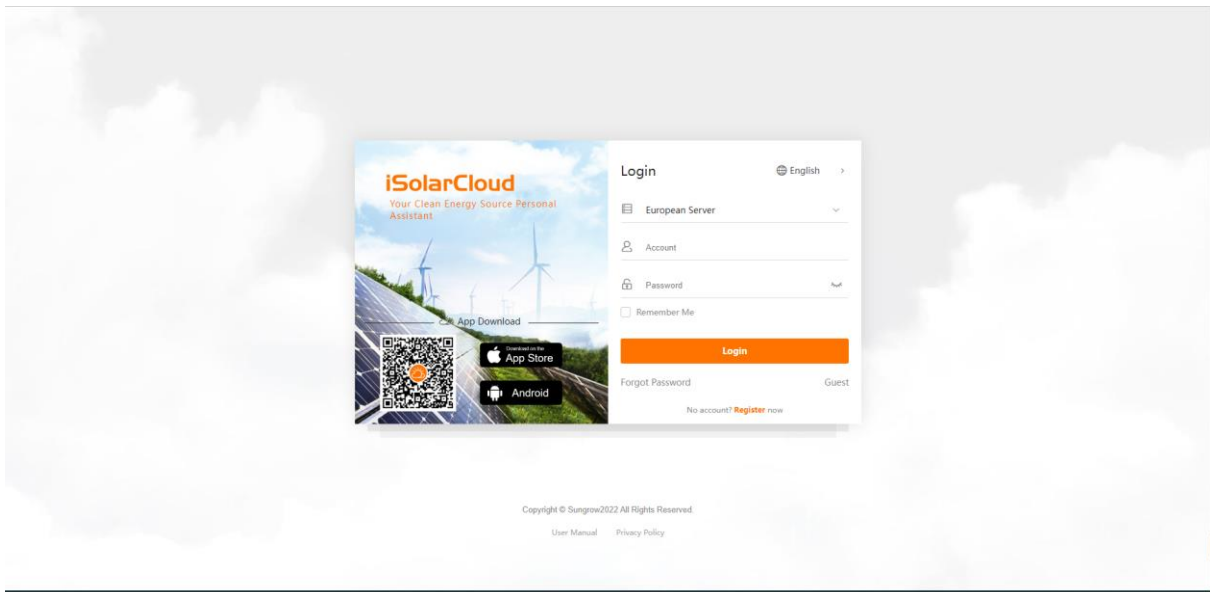 iSolarCloud
Your Clean Energy Source Personal
Assistant
App Download
Download on the
App Store
Android
Login
English
European Server
Account
Password
Remember Me
Login
Forgot Password
Guest
No account? Register now
Copyright © Sungrow2022 All Rights Reserved.
User Manual
Privacy Policy